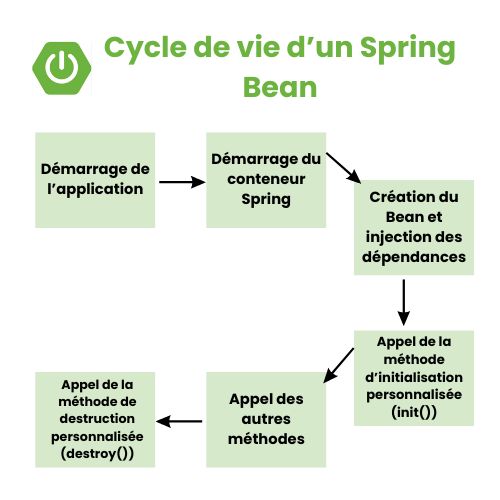 Cycle de vie d’un Spring
Bean
Démarrage de
l’application
Démarrage du
conteneur
Spring
Création du
Bean et
injection des
dépendances
Appel de la
méthode
d’initialisation
personnalisée
(init())
Appel des
autres
méthodes
Appel de la
méthode de
destruction
personnalisée
(destroy())